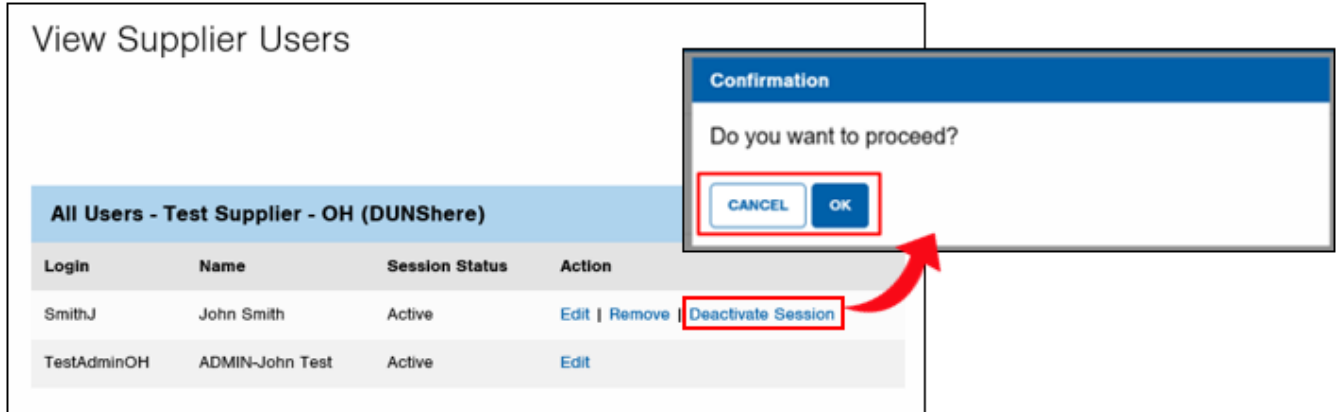 View Supplier Users
Confirmation
Do you want to proceed?
CANCEL OK
All Users - Test Supplier - OH (DUNShere)
Login Name Session Status Action
SmithJ John Smith Active Edit | Remove | Deactivate Session
TestAdminOH ADMIN-John Test Active Edit